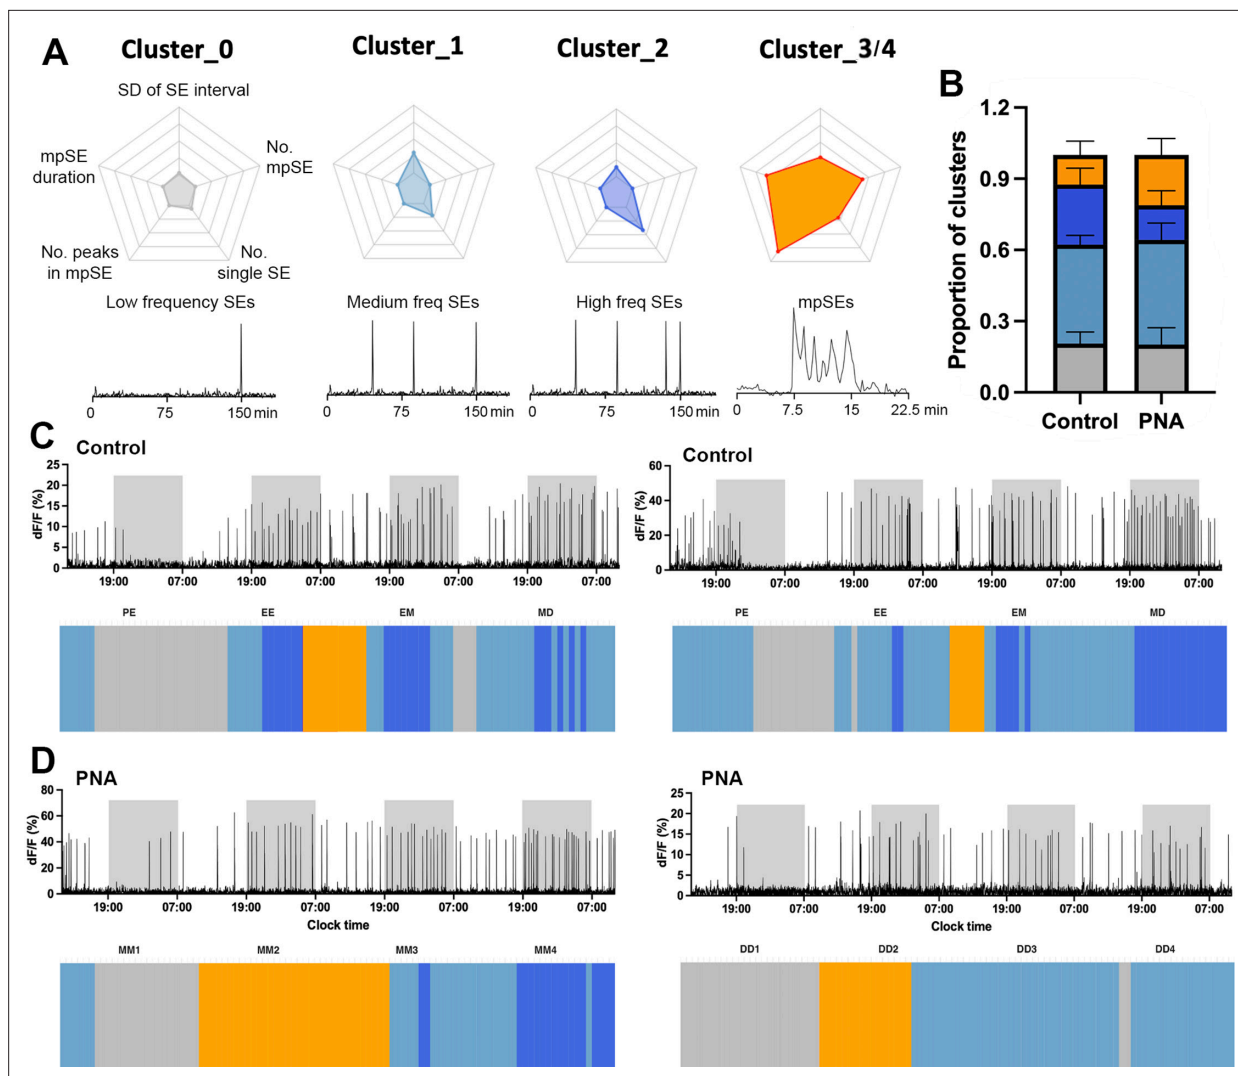 A
Cluster_0
Cluster_1
Cluster_2
Cluster_3/4
SD of SE interval
No.
mpSE
mpSE
duration
No. peaks
in mpSE
No.
single SE
Low frequency SEs
Medium freq SEs
High freq SEs
mpSEs
0
75
150 min
0
75
150 min
0
75
150 min
0
7.5
15
22.5 min
B
Proportion of clusters
1.2
0.9
0.6
0.3
0.0
Control
PNA
C
Control
dF/F (%)
25
20
15
10
5
0
19:00
07:00
19:00
07:00
19:00
07:00
19:00
07:00
PE
EE
EM
MD
Control
dF/F (%)
60
40
20
0
19:00
07:00
19:00
07:00
19:00
07:00
19:00
07:00
PE
EE
EM
MD
D
PNA
dF/F (%)
80
60
40
20
0
19:00
07:00
19:00
07:00
19:00
07:00
19:00
07:00
Clock time
MM1
MM2
MM3
MM4
PNA
dF/F (%)
25
20
15
10
5
0
19:00
07:00
19:00
07:00
19:00
07:00
19:00
07:00
Clock time
DD1
DD2
DD3
DD4